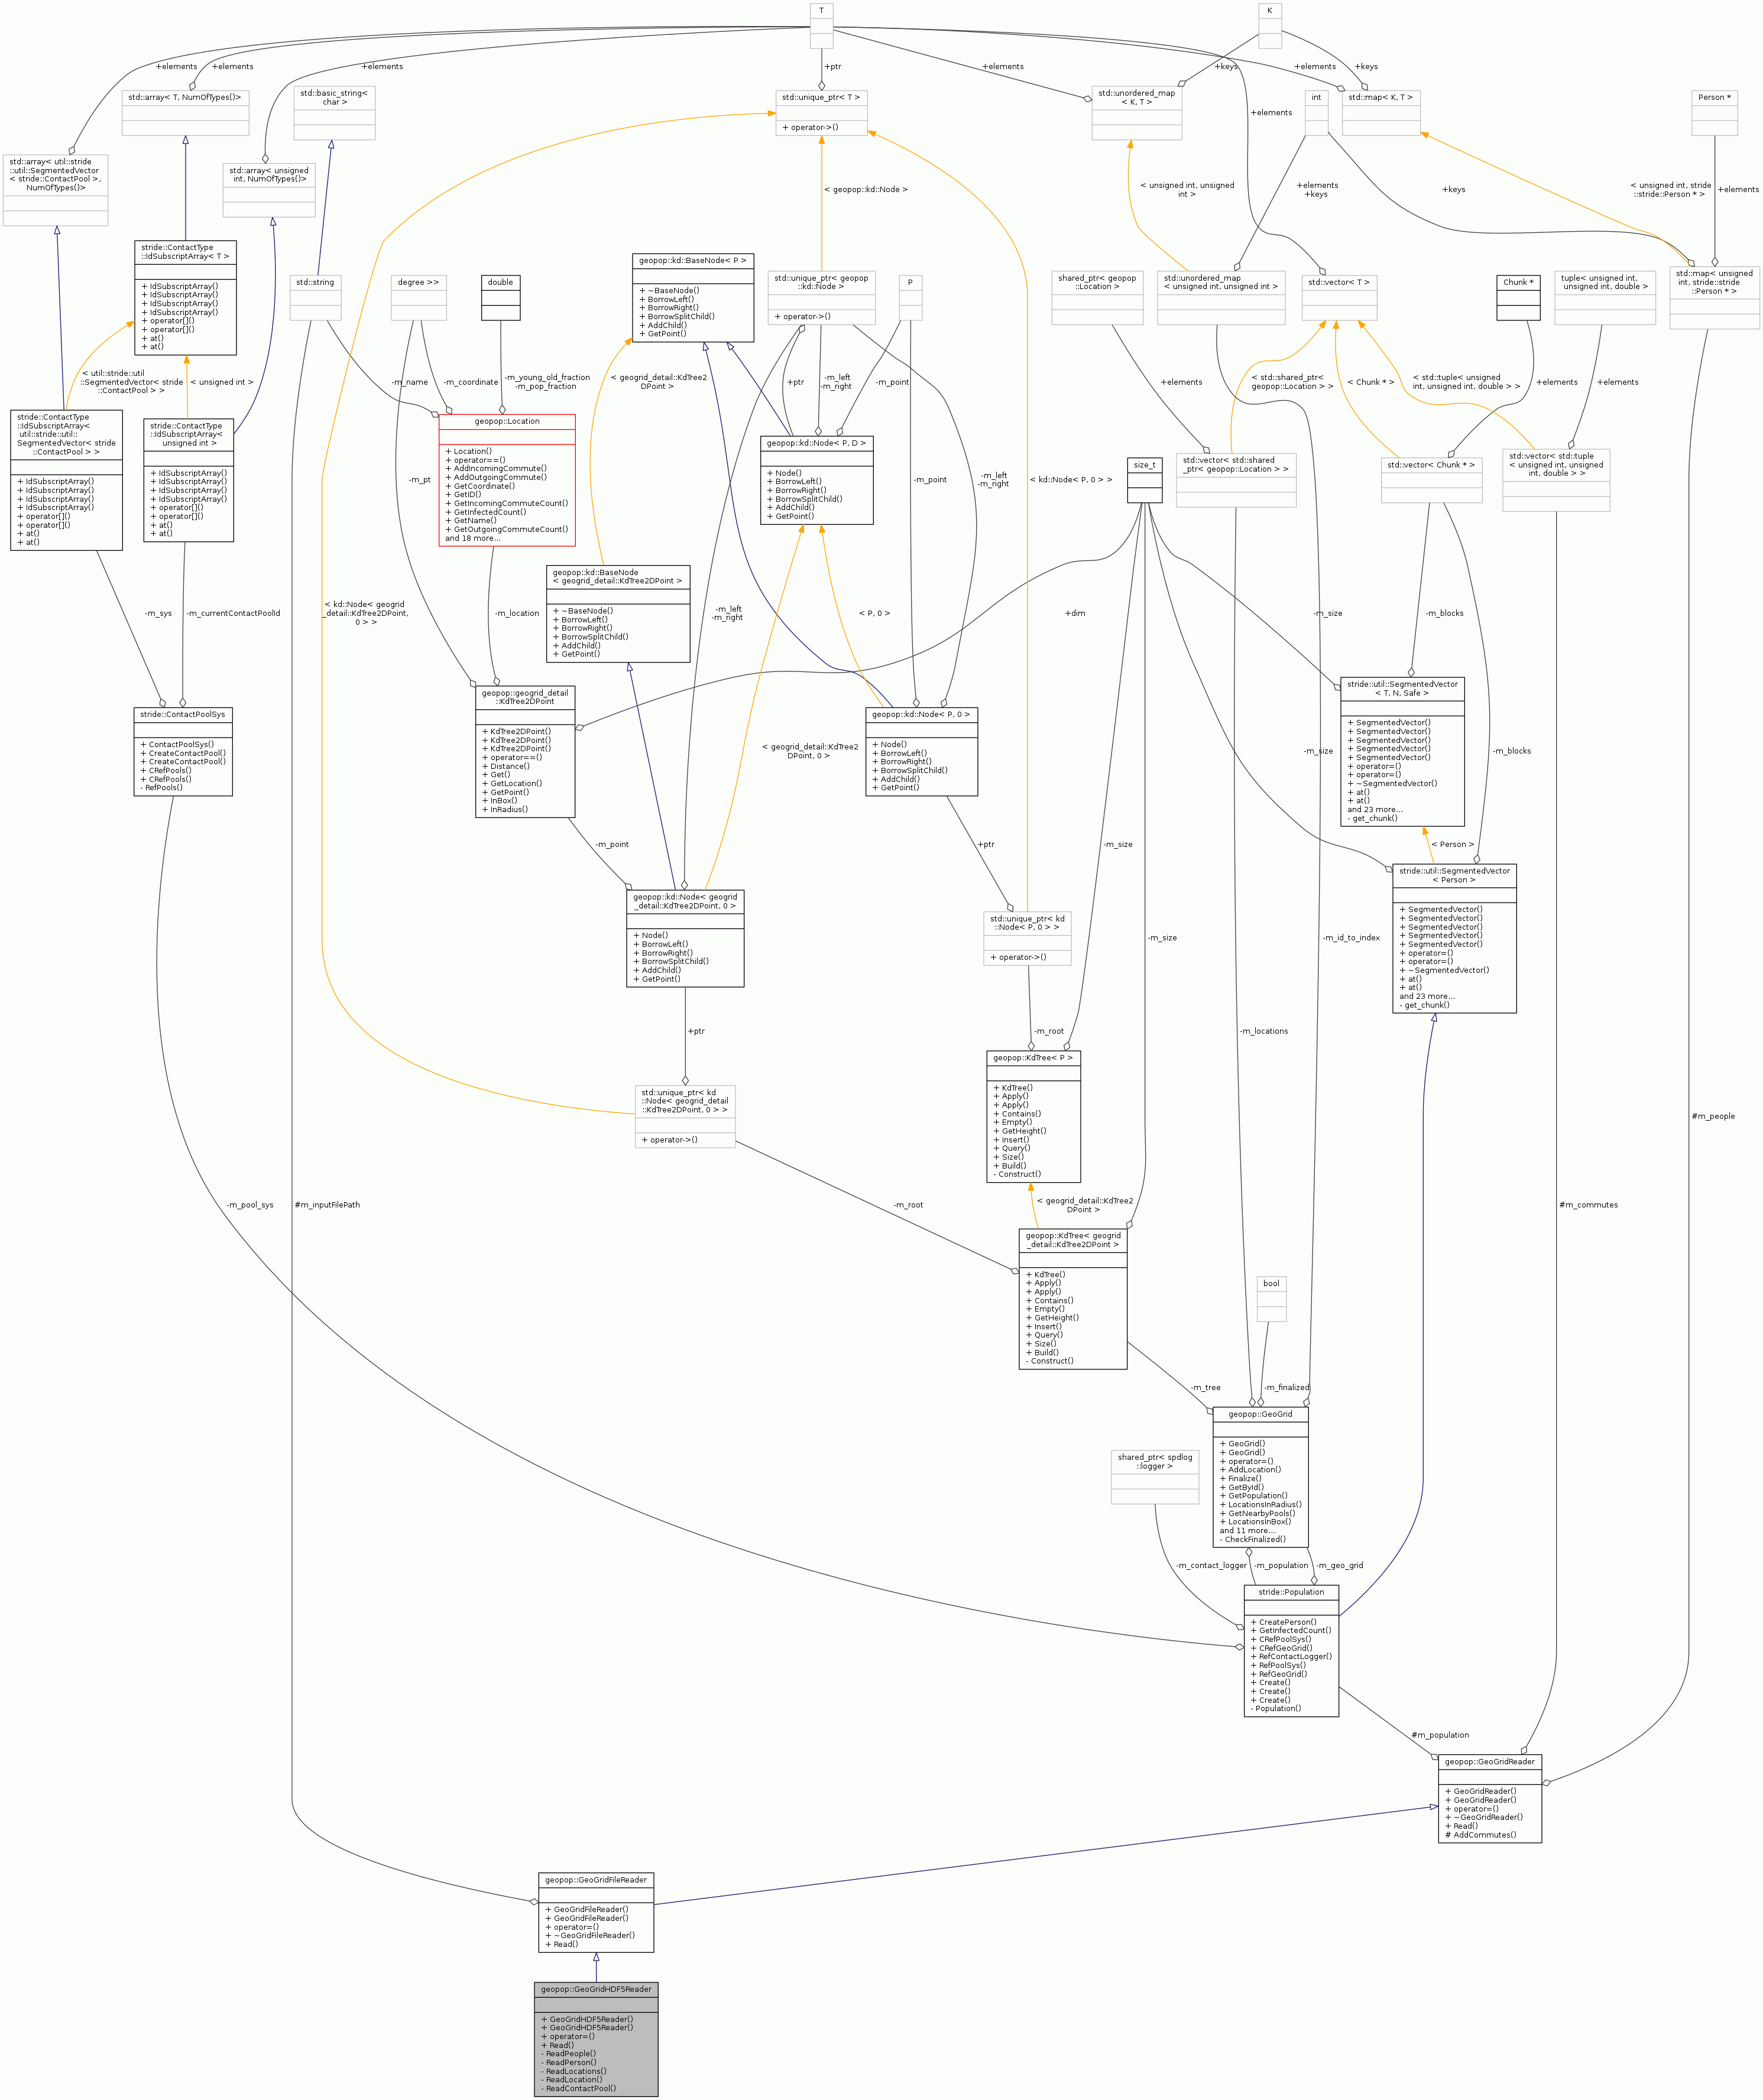 T
K
+elements
+elements
+elements
+ptr
+elements
+keys
+elements
+keys
+elements
std::array< T, NumOfTypes()>
std::basic_string<
char >
std::unique_ptr< T >
+ operator->()
std::unordered_map
< K, T >
int
std::map< K, T >
Person *
std::array< util::stride
::util::SegmentedVector
< stride::ContactPool >,
NumOfTypes()>
std::array< unsigned
int, NumOfTypes()>
< geopop::kd::Node >
< unsigned int, unsigned
int >
+elements
+keys
+keys
< unsigned int, stride
::stride::Person * >
+elements
stride::ContactType
::IdSubscriptArray< T >
+ IdSubscriptArray()
+ IdSubscriptArray()
+ IdSubscriptArray()
+ IdSubscriptArray()
+ operator[]()
+ operator[]()
+ at()
+ at()
std::string
degree >>
double
geopop::kd::BaseNode< P >
+ ~BaseNode()
+ BorrowLeft()
+ BorrowRight()
+ BorrowSplitChild()
+ AddChild()
+ GetPoint()
std::unique_ptr< geopop
::kd::Node >
+ operator->()
P
shared_ptr< geopop
::Location >
std::unordered_map
< unsigned int, unsigned int >
std::vector< T >
Chunk *
tuple< unsigned int,
unsigned int, double >
std::map< unsigned
int, stride::stride
::Person * >
< util::stride::util
::SegmentedVector< stride
::ContactPool > >
< unsigned int >
-m_name
-m_coordinate
-m_young_old_fraction
-m_pop_fraction
< geogrid_detail::KdTree2
DPoint >
+ptr
-m_left
-m_right
-m_point
+elements
< std::shared_ptr<
geopop::Location > >
< Chunk * >
< std::tuple< unsigned
int, unsigned int, double > >
+elements
+elements
stride::ContactType
::IdSubscriptArray<
util::stride::util::
SegmentedVector< stride
::ContactPool > >
+ IdSubscriptArray()
+ IdSubscriptArray()
+ IdSubscriptArray()
+ IdSubscriptArray()
+ operator[]()
+ operator[]()
+ at()
+ at()
stride::ContactType
::IdSubscriptArray<
unsigned int >
+ IdSubscriptArray()
+ IdSubscriptArray()
+ IdSubscriptArray()
+ IdSubscriptArray()
+ operator[]()
+ operator[]()
+ at()
+ at()
geopop::Location
+ Location()
+ operator==()
+ AddIncomingCommute()
+ AddOutgoingCommute()
+ GetCoordinate()
+ GetID()
+ GetIncomingCommuteCount()
+ GetInfectedCount()
+ GetName()
+ GetOutgoingCommuteCount()
and 18 more...
geopop::kd::Node< P, D >
+ Node()
+ BorrowLeft()
+ BorrowRight()
+ BorrowSplitChild()
+ AddChild()
+ GetPoint()
size_t
std::vector< std::shared
_ptr< geopop::Location > >
std::vector< Chunk * >
std::vector< std::tuple
< unsigned int, unsigned
int, double > >
-m_pt
-m_point
-m_left
-m_right
< kd::Node< P, 0 > >
geopop::kd::BaseNode
< geogrid_detail::KdTree2DPoint >
+ ~BaseNode()
+ BorrowLeft()
+ BorrowRight()
+ BorrowSplitChild()
+ AddChild()
+ GetPoint()
-m_sys
-m_currentContactPoolId
< kd::Node< geogrid
_detail::KdTree2DPoint,
0 > >
-m_location
-m_left
-m_right
< P, 0 >
+dim
-m_size
-m_blocks
stride::ContactPoolSys
+ ContactPoolSys()
+ CreateContactPool()
+ CreateContactPool()
+ CRefPools()
+ CRefPools()
- RefPools()
geopop::geogrid_detail
::KdTree2DPoint
+ KdTree2DPoint()
+ KdTree2DPoint()
+ KdTree2DPoint()
+ operator==()
+ Distance()
+ Get()
+ GetLocation()
+ GetPoint()
+ InBox()
+ InRadius()
< geogrid_detail::KdTree2
DPoint, 0 >
geopop::kd::Node< P, 0 >
+ Node()
+ BorrowLeft()
+ BorrowRight()
+ BorrowSplitChild()
+ AddChild()
+ GetPoint()
stride::util::SegmentedVector
< T, N, Safe >
+ SegmentedVector()
+ SegmentedVector()
+ SegmentedVector()
+ SegmentedVector()
+ SegmentedVector()
+ operator=()
+ operator=()
+ ~SegmentedVector()
+ at()
+ at()
and 23 more...
- get_chunk()
-m_size
-m_blocks
-m_point
+ptr
-m_size
< Person >
geopop::kd::Node< geogrid
_detail::KdTree2DPoint, 0 >
+ Node()
+ BorrowLeft()
+ BorrowRight()
+ BorrowSplitChild()
+ AddChild()
+ GetPoint()
std::unique_ptr< kd
::Node< P, 0 > >
+ operator->()
-m_size
-m_id_to_index
stride::util::SegmentedVector
< Person >
+ SegmentedVector()
+ SegmentedVector()
+ SegmentedVector()
+ SegmentedVector()
+ SegmentedVector()
+ operator=()
+ operator=()
+ ~SegmentedVector()
+ at()
+ at()
and 23 more...
- get_chunk()
+ptr
-m_root
-m_locations
geopop::KdTree< P >
+ KdTree()
+ Apply()
+ Apply()
+ Contains()
+ Empty()
+ GetHeight()
+ Insert()
+ Query()
+ Size()
+ Build()
- Construct()
std::unique_ptr< kd
::Node< geogrid_detail
::KdTree2DPoint, 0 > >
+ operator->()
#m_people
-m_pool_sys
#m_inputFilePath
-m_root
< geogrid_detail::KdTree2
DPoint >
#m_commutes
geopop::KdTree< geogrid
_detail::KdTree2DPoint >
+ KdTree()
+ Apply()
+ Apply()
+ Contains()
+ Empty()
+ GetHeight()
+ Insert()
+ Query()
+ Size()
+ Build()
- Construct()
bool
-m_tree
-m_finalized
shared_ptr< spdlog
::logger >
geopop::GeoGrid
+ GeoGrid()
+ GeoGrid()
+ operator=()
+ AddLocation()
+ Finalize()
+ GetById()
+ GetPopulation()
+ LocationsInRadius()
+ GetNearbyPools()
+ LocationsInBox()
and 11 more...
- CheckFinalized()
-m_contact_logger
-m_population
-m_geo_grid
stride::Population
+ CreatePerson()
+ GetInfectedCount()
+ CRefPoolSys()
+ CRefGeoGrid()
+ RefContactLogger()
+ RefPoolSys()
+ RefGeoGrid()
+ Create()
+ Create()
+ Create()
- Population()
#m_population
geopop::GeoGridReader
+ GeoGridReader()
+ GeoGridReader()
+ operator=()
+ ~GeoGridReader()
+ Read()
# AddCommutes()
geopop::GeoGridFileReader
+ GeoGridFileReader()
+ GeoGridFileReader()
+ operator=()
+ ~GeoGridFileReader()
+ Read()
geopop::GeoGridHDF5Reader
+ GeoGridHDF5Reader()
+ GeoGridHDF5Reader()
+ operator=()
+ Read()
- ReadPeople()
- ReadPerson()
- ReadLocations()
- ReadLocation()
- ReadContactPool()